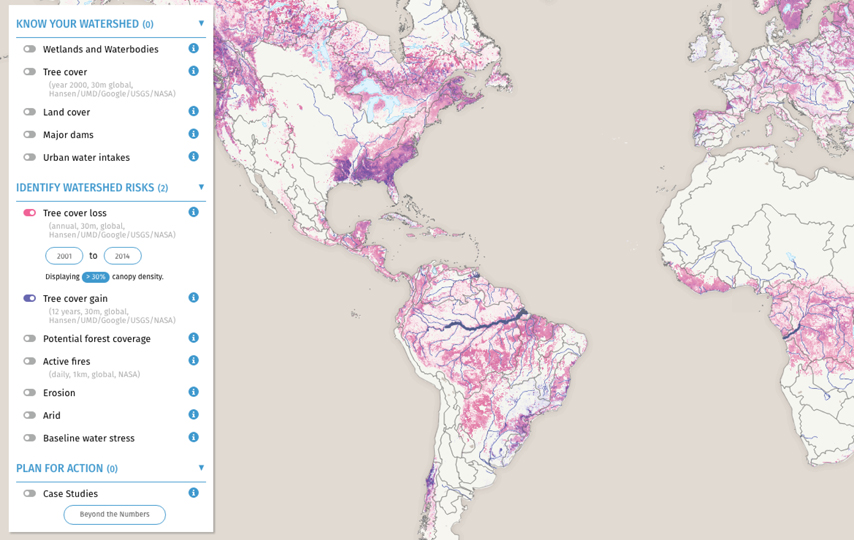 KNOW YOUR WATERSHED (0)
Wetlands and Waterbodies
Tree cover
(year 2000, 30m global,
Hansen/UMD/Google/USGS/NASA)
Land cover
Major dams
Urban water intakes
IDENTIFY WATERSHED RISKS (2)
Tree cover loss
(annual, 30m, global,
Hansen/UMD/Google/USGS/NASA)
2001 to 2014
Displaying > 30% canopy density.
Tree cover gain
(12 years, 30m, global,
Hansen/UMD/Google/USGS/NASA)
Potential forest coverage
Active fires
(daily, 1km, global, NASA)
Erosion
Arid
Baseline water stress
PLAN FOR ACTION (0)
Case Studies
Beyond the Numbers